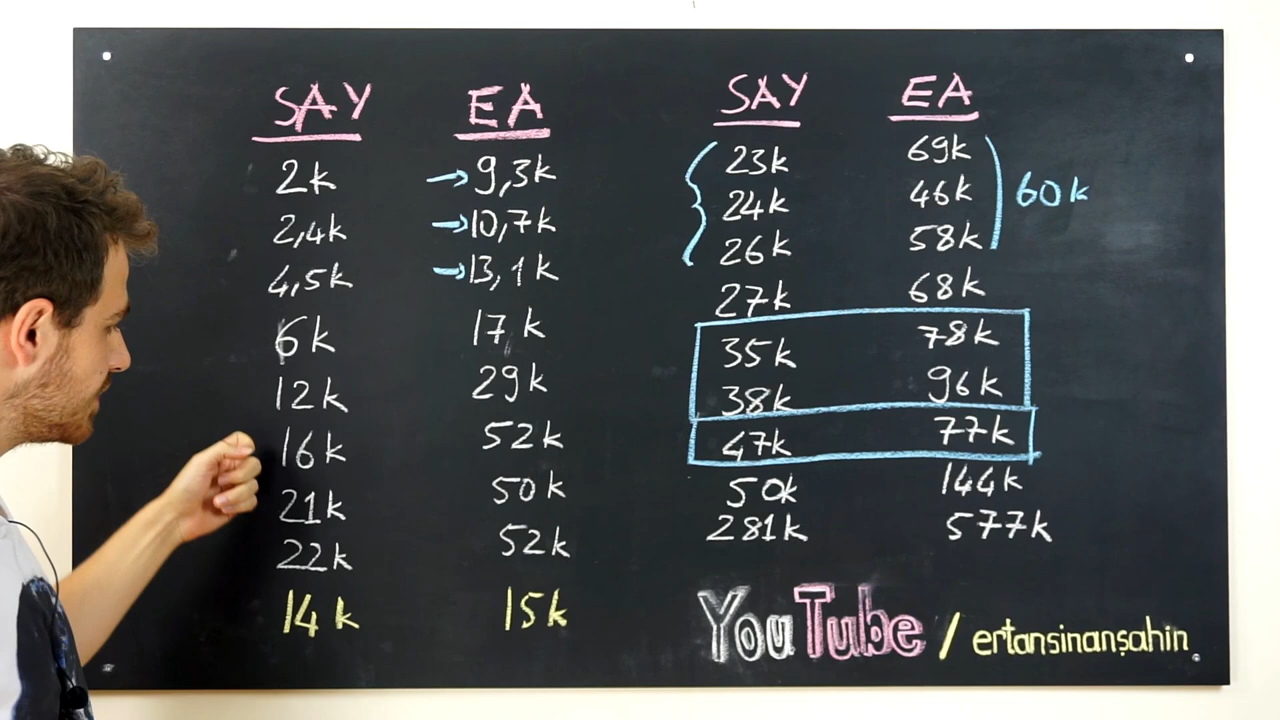 SAY EA
2k → 9,3k
2,4k → 10,7k
4,5k → 13,1k
6k 17k
12k 29k
16k 52k
21k 50k
22k 52k
14k 15k
SAY EA
23k 69k
24k 46k 60k
26k 58k
27k 68k
35k 78k
38k 96k
47k 77k
50k 144k
281k 577k
YouTube / ertansinanşahin